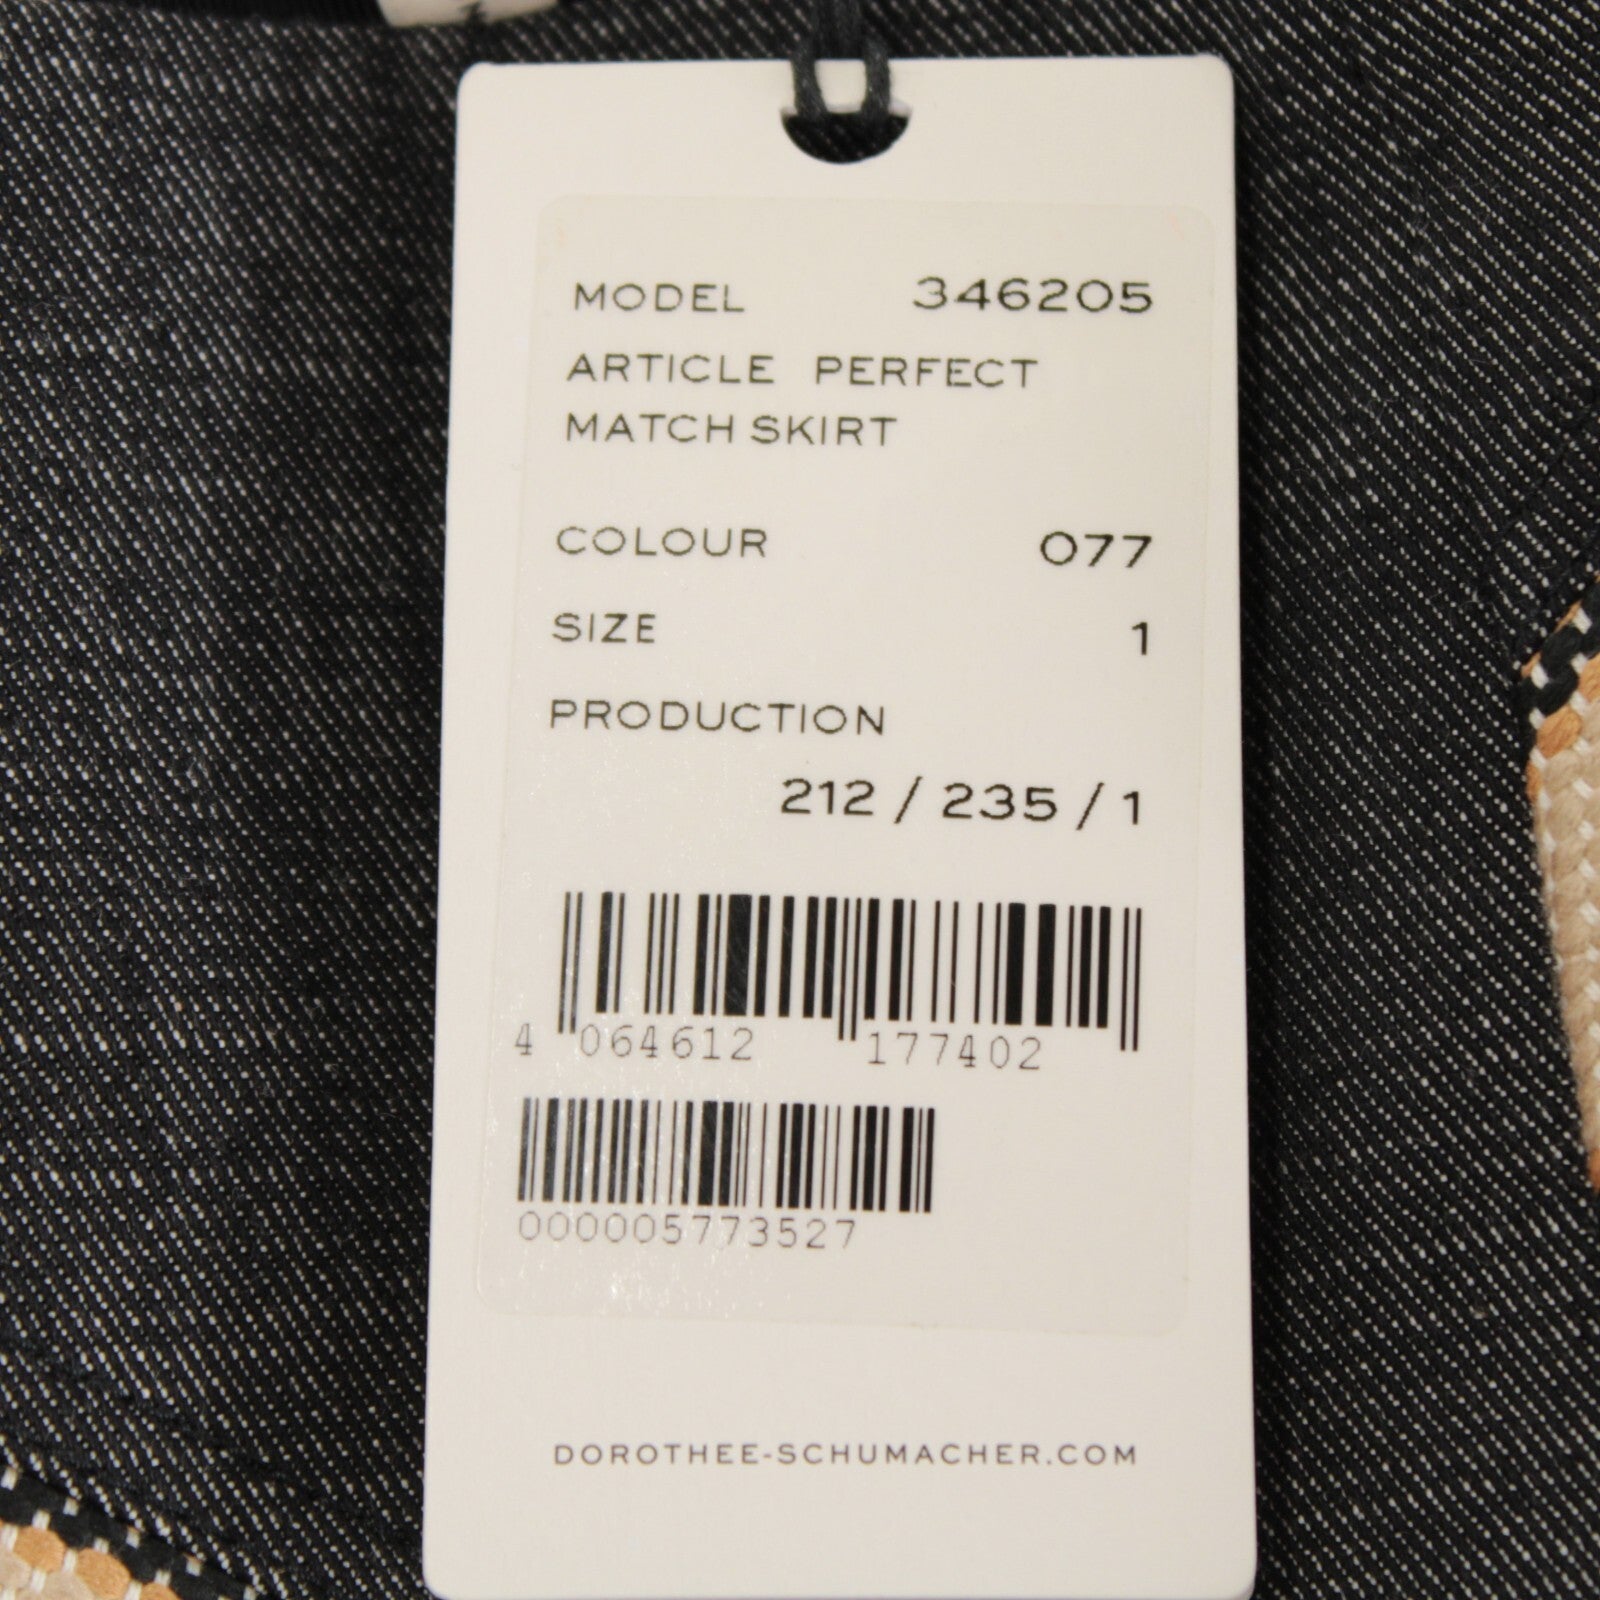 MODEL 346205
ARTICLE PERFECT
MATCH SKIRT
COLOUR 077
SIZE 1
PRODUCTION
212 / 235 / 1
4 064612 177402
000005773527
DOROTHEE-SCHUMACHER.COM